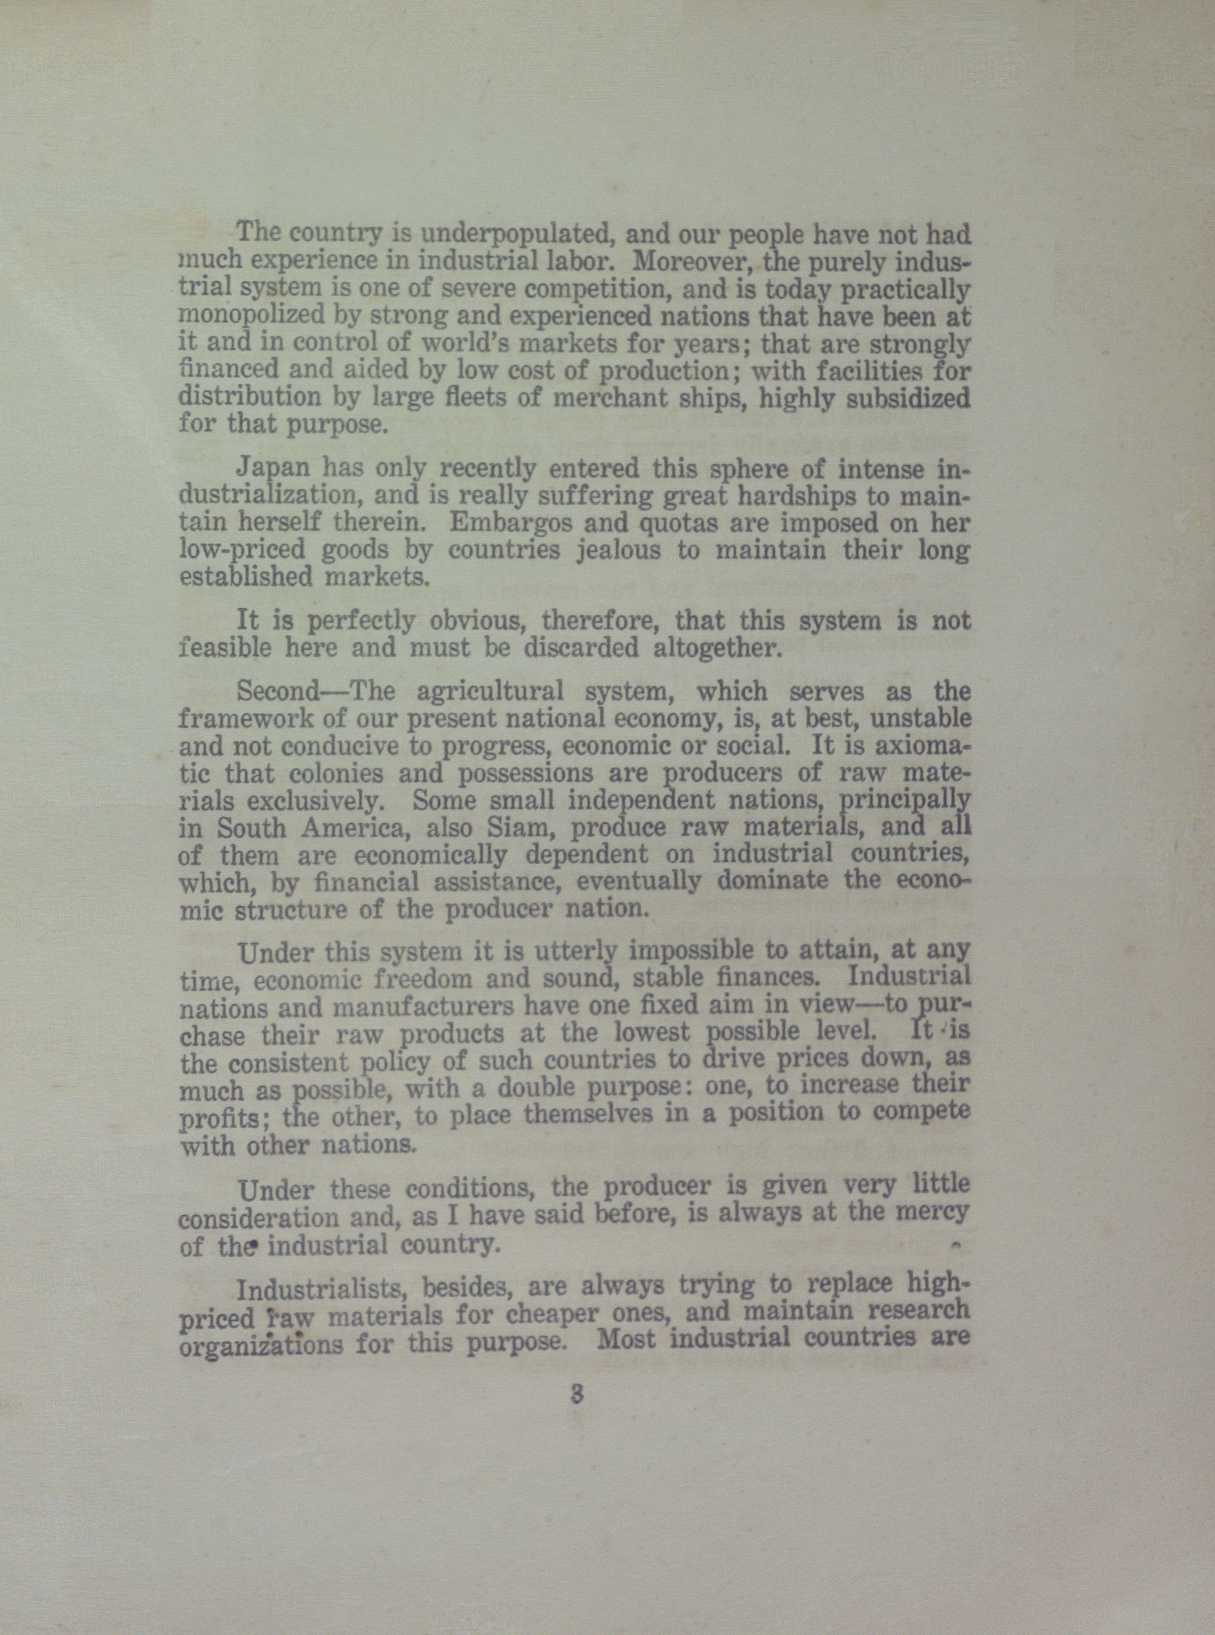 The country is underpopulated, and our people have not had
much experience in industrial labor. Moreover, the purely indus-
trial system is one of severe competition, and is today practically
monopolized by strong and experienced nations that have been at
it and in control of world's markets for years; that are strongly
financed and aided by low cost of production; with facilities for
distribution by large fleets of merchant ships, highly subsidized
for that purpose.
Japan has only recently entered this sphere of intense in-
dustrialization, and is really suffering great hardships to main-
tain herself therein. Embargos and quotas are imposed on her
low-priced goods by countries jealous to maintain their long
established markets.
It is perfectly obvious, therefore, that this system is not
feasible here and must be discarded altogether.
Second—The agricultural system, which serves as the
framework of our present national economy, is, at best, unstable
and not conducive to progress, economic or social. It is axioma-
tic that colonies and possessions are producers of raw mate-
rials exclusively. Some small independent nations, principally
in South America, also Siam, produce raw materials, and all
of them are economically dependent on industrial countries,
which, by financial assistance, eventually dominate the econo-
mic structure of the producer nation.
Under this system it is utterly impossible to attain, at any
time, economic freedom and sound, stable finances. Industrial
nations and manufacturers have one fixed aim in view—to pur-
chase their raw products at the lowest possible level. It is
the consistent policy of such countries to drive prices down, as
much as possible, with a double purpose: one, to increase their
profits; the other, to place themselves in a position to compete
with other nations.
Under these conditions, the producer is given very little
consideration and, as I have said before, is always at the mercy
of the industrial country.
Industrialists, besides, are always trying to replace high-
priced raw materials for cheaper ones, and maintain research
organizations for this purpose. Most industrial countries are
3